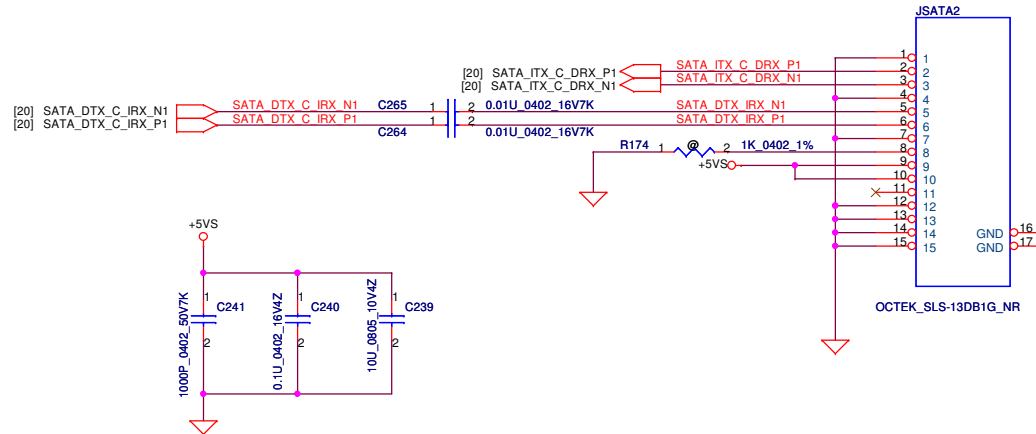 JSATA2
1 1
[20] SATA_ITX_C_DRX_P1 SATA_ITX_C_DRX_P1 2 2
[20] SATA_ITX_C_DRX_N1 SATA_ITX_C_DRX_N1 3 3
4 4
[20] SATA_DTX_C_IRX_N1 SATA_DTX_C_IRX_N1 C265 1 2 0.01U_0402_16V7K SATA_DTX_IRX_N1 5 5
[20] SATA_DTX_C_IRX_P1 SATA_DTX_C_IRX_P1 C264 1 2 0.01U_0402_16V7K SATA_DTX_IRX_P1 6 6
7 7
R174 1 @ 2 1K_0402_1% 8 8
+5VS 9 9
10 10
11 11
12 12
13 13
14 14 GND 16
15 15 GND 17
OCTEK_SLS-13DB1G_NR
+5VS
1 C241 1 C240 1 C239
1000P_0402_50V7K 0.1U_0402_16V4Z 10U_0805_10V4Z
2 2 2